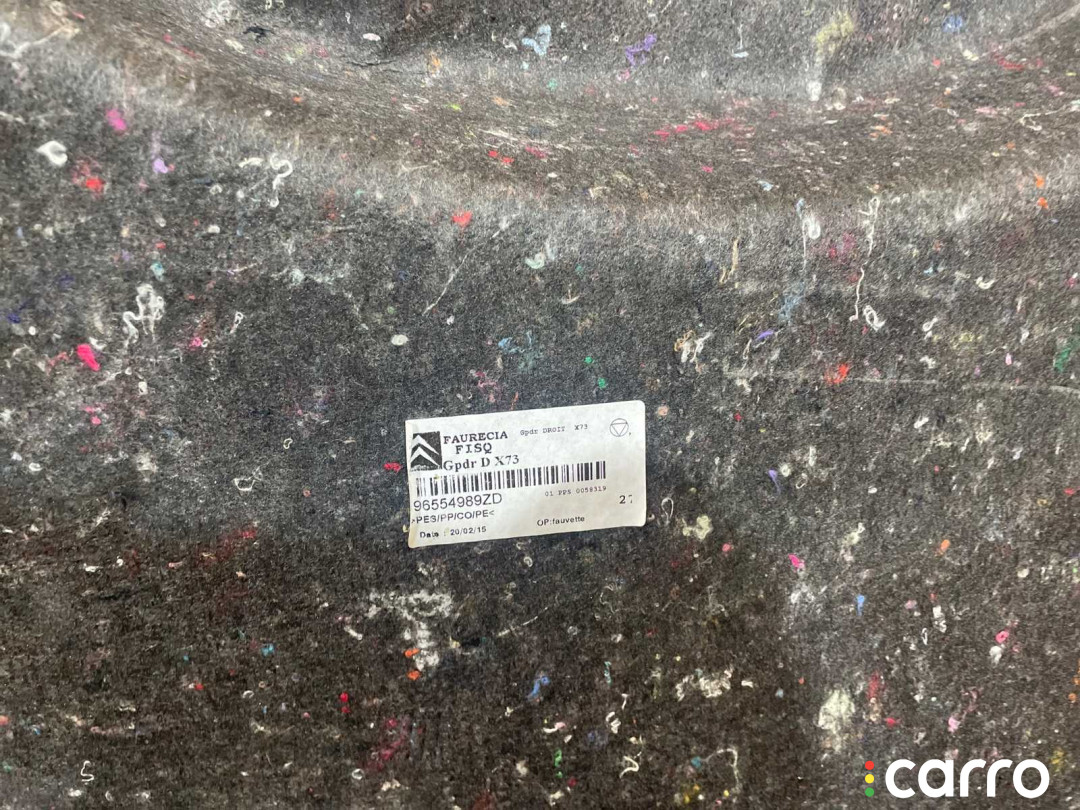 FAURECIA Gpdr DROIT X73
FISQ
Gpdr D X73
01 PPS 0058319
96554989ZD
>PES/PP/CO/PE<
Date : 20/02/15
OP:fauvette
carro